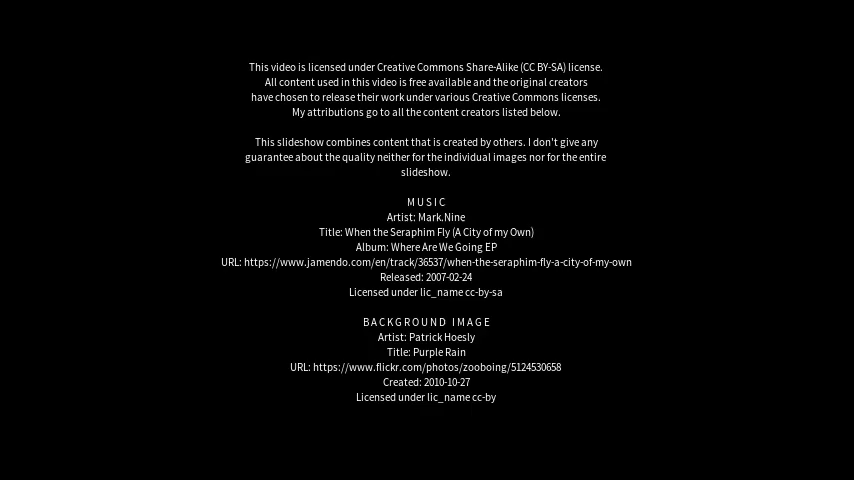 This video is licensed under Creative Commons Share-Alike (CC BY-SA) license.
All content used in this video is free available and the original creators
have chosen to release their work under various Creative Commons licenses.
My attributions go to all the content creators listed below.
This slideshow combines content that is created by others. I don't give any
guarantee about the quality neither for the individual images nor for the entire
slideshow.
MUSIC
Artist: Mark.Nine
Title: When the Seraphim Fly (A City of my Own)
Album: Where Are We Going EP
URL: https://www.jamendo.com/en/track/36537/when-the-seraphim-fly-a-city-of-my-own
Released: 2007-02-24
Licensed under lic_name cc-by-sa
BACKGROUND IMAGE
Artist: Patrick Hoesly
Title: Purple Rain
URL: https://www.flickr.com/photos/zooboing/5124530658
Created: 2010-10-27
Licensed under lic_name cc-by